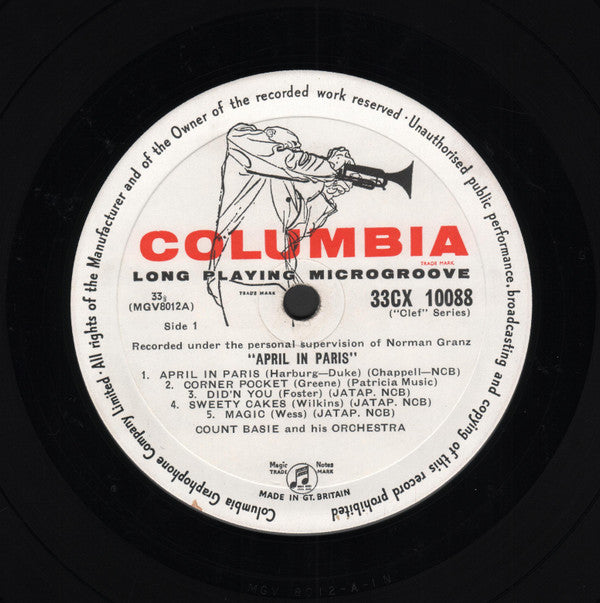 Columbia Graphophone Company Limited · All rights of the Manufacturer and of the Owner of the recorded work reserved · Unauthorised public performance, broadcasting and copying of this record prohibited
COLUMBIA
TRADE MARK
LONG PLAYING MICROGROOVE
TRADE MARK
33⅓
(MGV8012A)
33CX 10088
("Clef" Series)
Side 1
Recorded under the personal supervision of Norman Granz
"APRIL IN PARIS"
1. APRIL IN PARIS (Harburg—Duke) (Chappell—NCB)
2. CORNER POCKET (Greene) (Patricia Music)
3. DID'N YOU (Foster) (JATAP. NCB)
4. SWEETY CAKES (Wilkins) (JATAP. NCB)
5. MAGIC (Wess) (JATAP. NCB)
COUNT BASIE and his ORCHESTRA
Magic Notes
TRADE MARK
MADE IN GT. BRITAIN
MGV 8012-A-1N